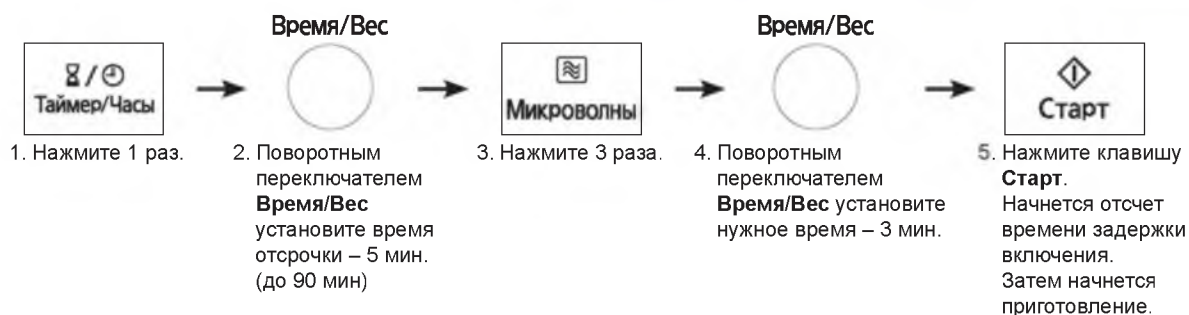 Время/Вес
Время/Вес
Таймер/Часы
Микроволны
Старт
1. Нажмите 1 раз.
2. Поворотным
переключателем
Время/Вес
установите время
отсрочки – 5 мин.
(до 90 мин)
3. Нажмите 3 раза.
4. Поворотным
переключателем
Время/Вес установите
нужное время – 3 мин.
5. Нажмите клавишу
Старт.
Начнется отсчет
времени задержки
включения.
Затем начнется
приготовление.